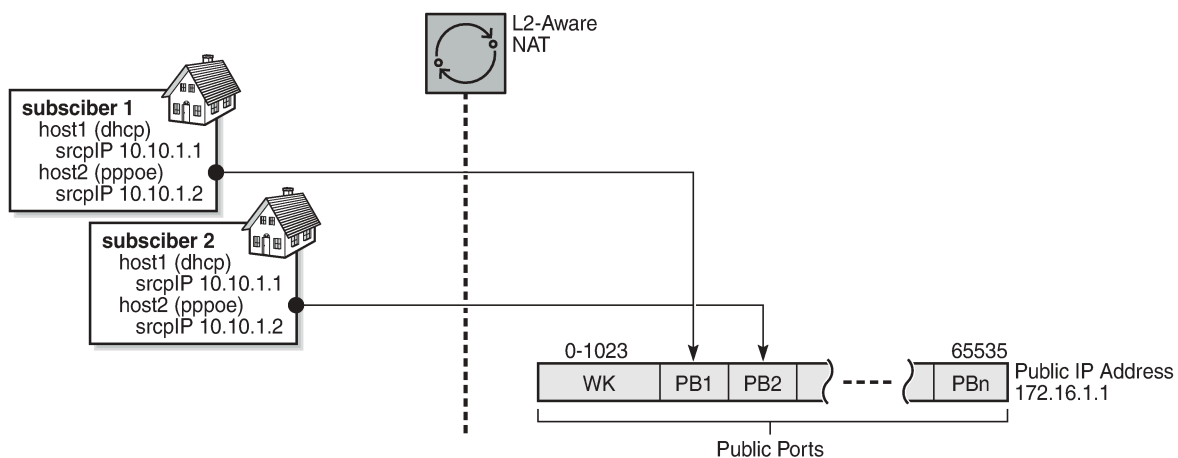 L2-Aware
NAT
subsciber 1
host1 (dhcp)
srcpIP 10.10.1.1
host2 (pppoe)
srcpIP 10.10.1.2
subsciber 2
host1 (dhcp)
srcpIP 10.10.1.1
host2 (pppoe)
srcpIP 10.10.1.2
0-1023
65535
WK
PB1
PB2
PBn
Public IP Address
172.16.1.1
Public Ports